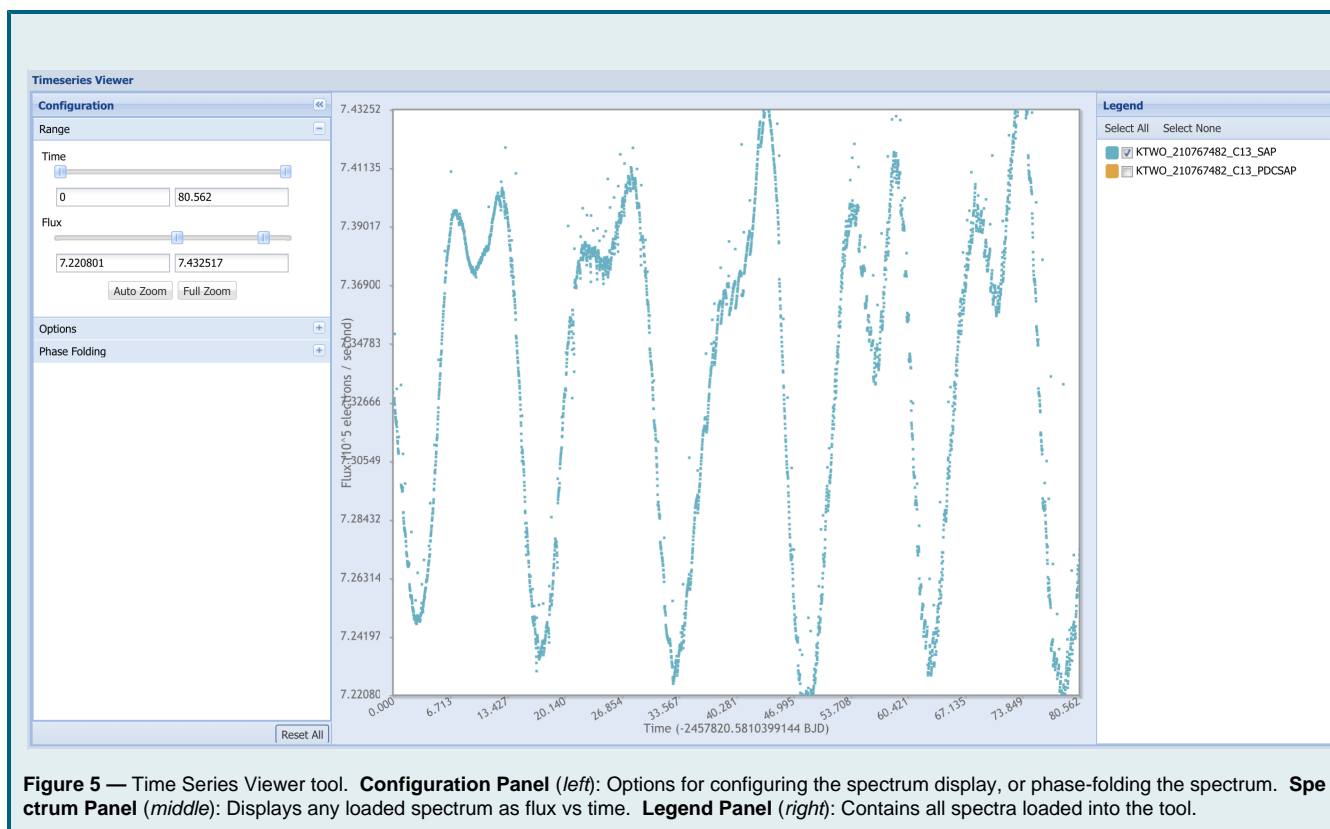 Timeseries Viewer
Configuration
Range
Time
0 80.562
Flux
7.220801 7.432517
Auto Zoom Full Zoom
Options
Phase Folding
Reset All
7.43252
7.41135
7.39017
7.36900
7.34783
7.32666
7.30549
7.28432
7.26314
7.24197
7.22080
Flux (10^5 electrons / second)
0.000 6.713 13.427 20.140 26.854 33.567 40.281 46.995 53.708 60.421 67.135 73.849 80.562
Time (-2457820.5810399144 BJD)
Legend
Select All Select None
KTWO_210767482_C13_SAP
KTWO_210767482_C13_PDCSAP
Figure 5 — Time Series Viewer tool. Configuration Panel (left): Options for configuring the spectrum display, or phase-folding the spectrum. Spe
ctrum Panel (middle): Displays any loaded spectrum as flux vs time. Legend Panel (right): Contains all spectra loaded into the tool.